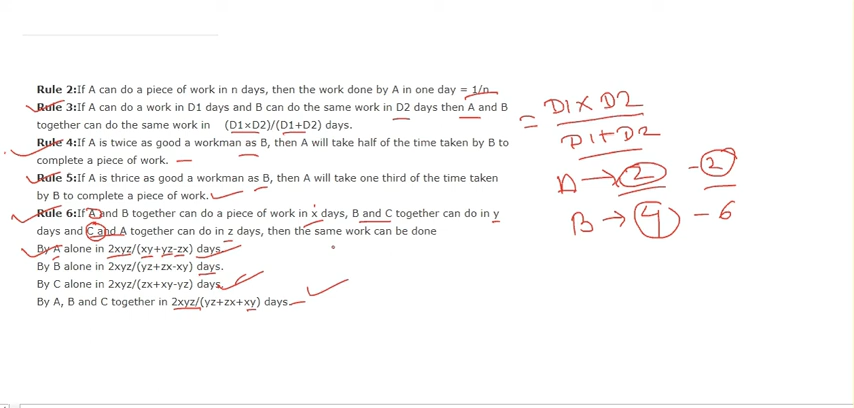 Rule 2:If A can do a piece of work in n days, then the work done by A in one day = 1/n
Rule 3:If A can do a work in D1 days and B can do the same work in D2 days then A and B
together can do the same work in (D1×D2)/(D1+D2) days.
Rule 4:If A is twice as good a workman as B, then A will take half of the time taken by B to
complete a piece of work.
Rule 5:If A is thrice as good a workman as B, then A will take one third of the time taken
by B to complete a piece of work.
Rule 6:If A and B together can do a piece of work in x days, B and C together can do in y
days and C and A together can do in z days, then the same work can be done
By A alone in 2xyz/(xy+yz-zx) days.
By B alone in 2xyz/(yz+zx-xy) days.
By C alone in 2xyz/(zx+xy-yz) days.
By A, B and C together in 2xyz/(yz+zx+xy) days.
= D1 × D2
D1 + D2
A → 2 - 2
B → 4 - 6